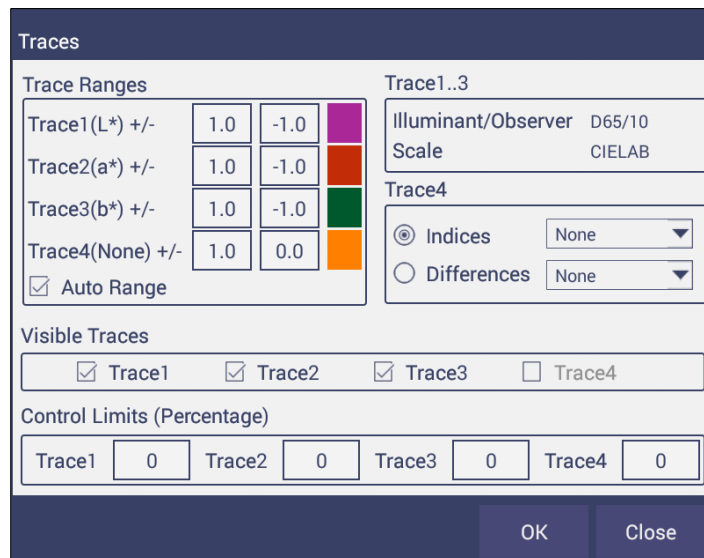 Traces
Trace Ranges
Trace1(L*) +/- 1.0 -1.0
Trace2(a*) +/- 1.0 -1.0
Trace3(b*) +/- 1.0 -1.0
Trace4(None) +/- 1.0 0.0
Auto Range
Trace1..3
Illuminant/Observer D65/10
Scale CIELAB
Trace4
Indices None
Differences None
Visible Traces
Trace1 Trace2 Trace3 Trace4
Control Limits (Percentage)
Trace1 0 Trace2 0 Trace3 0 Trace4 0
OK Close